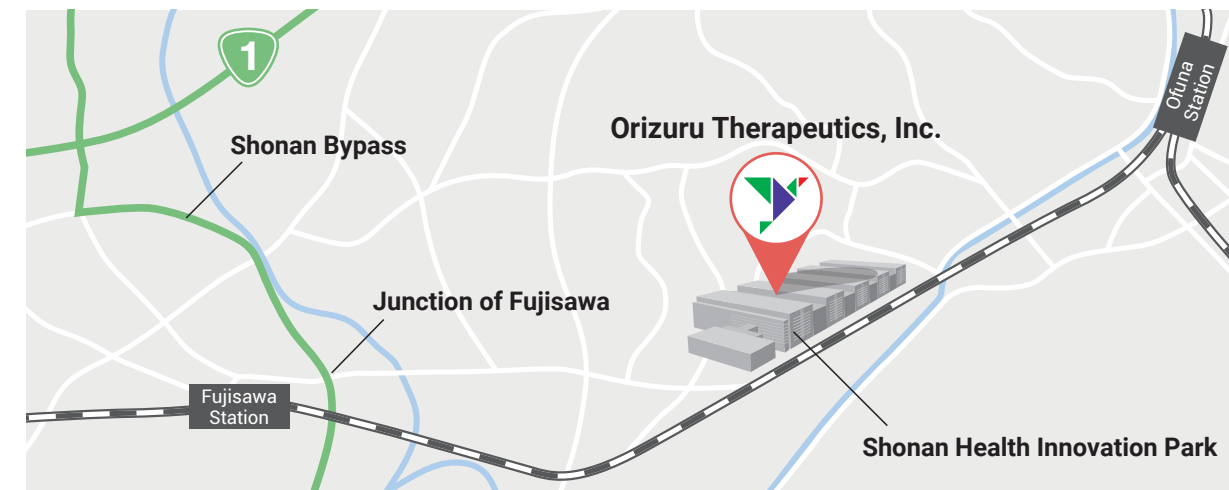 1
Ofuna
Station
Orizuru Therapeutics, Inc.
Shonan Bypass
Junction of Fujisawa
Fujisawa
Station
Shonan Health Innovation Park